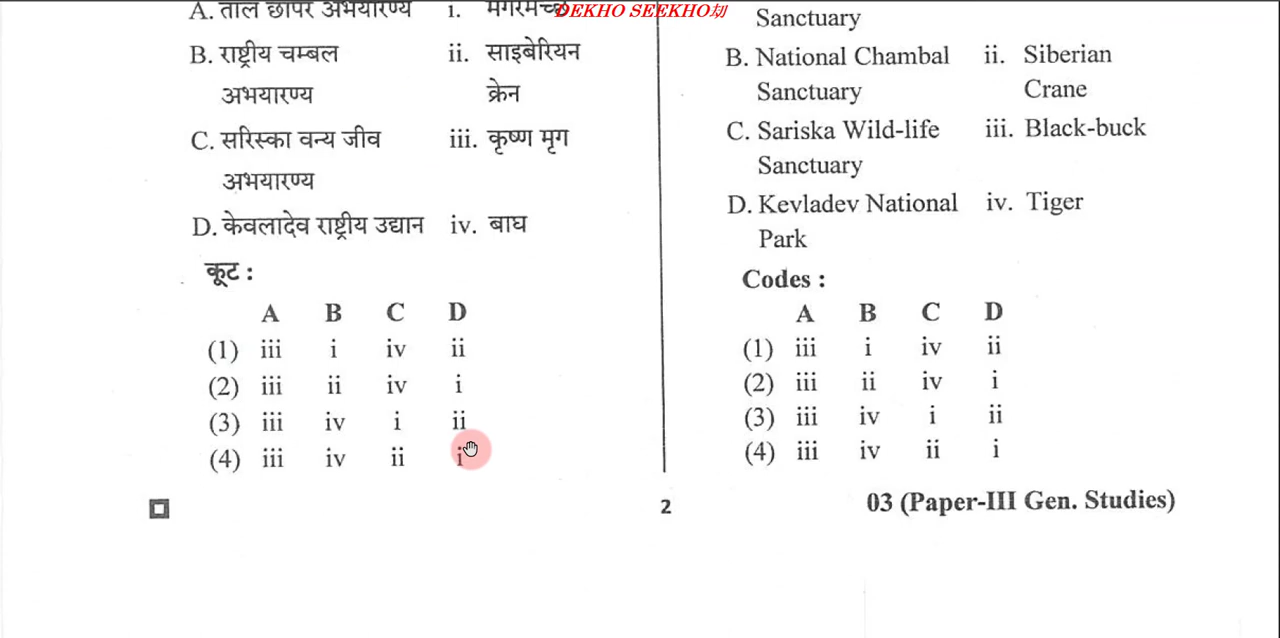 DEKHO SEEKHO
A. ताल छापर अभयारण्य i. मगरमच्छ
B. राष्ट्रीय चम्बल ii. साइबेरियन
अभयारण्य क्रेन
C. सरिस्का वन्य जीव iii. कृष्ण मृग
अभयारण्य
D. केवलादेव राष्ट्रीय उद्यान iv. बाघ
कूट :
A B C D
(1) iii i iv ii
(2) iii ii iv i
(3) iii iv i ii
(4) iii iv ii i
Sanctuary
B. National Chambal ii. Siberian
Sanctuary Crane
C. Sariska Wild-life iii. Black-buck
Sanctuary
D. Kevladev National iv. Tiger
Park
Codes :
A B C D
(1) iii i iv ii
(2) iii ii iv i
(3) iii iv i ii
(4) iii iv ii i
2
03 (Paper-III Gen. Studies)